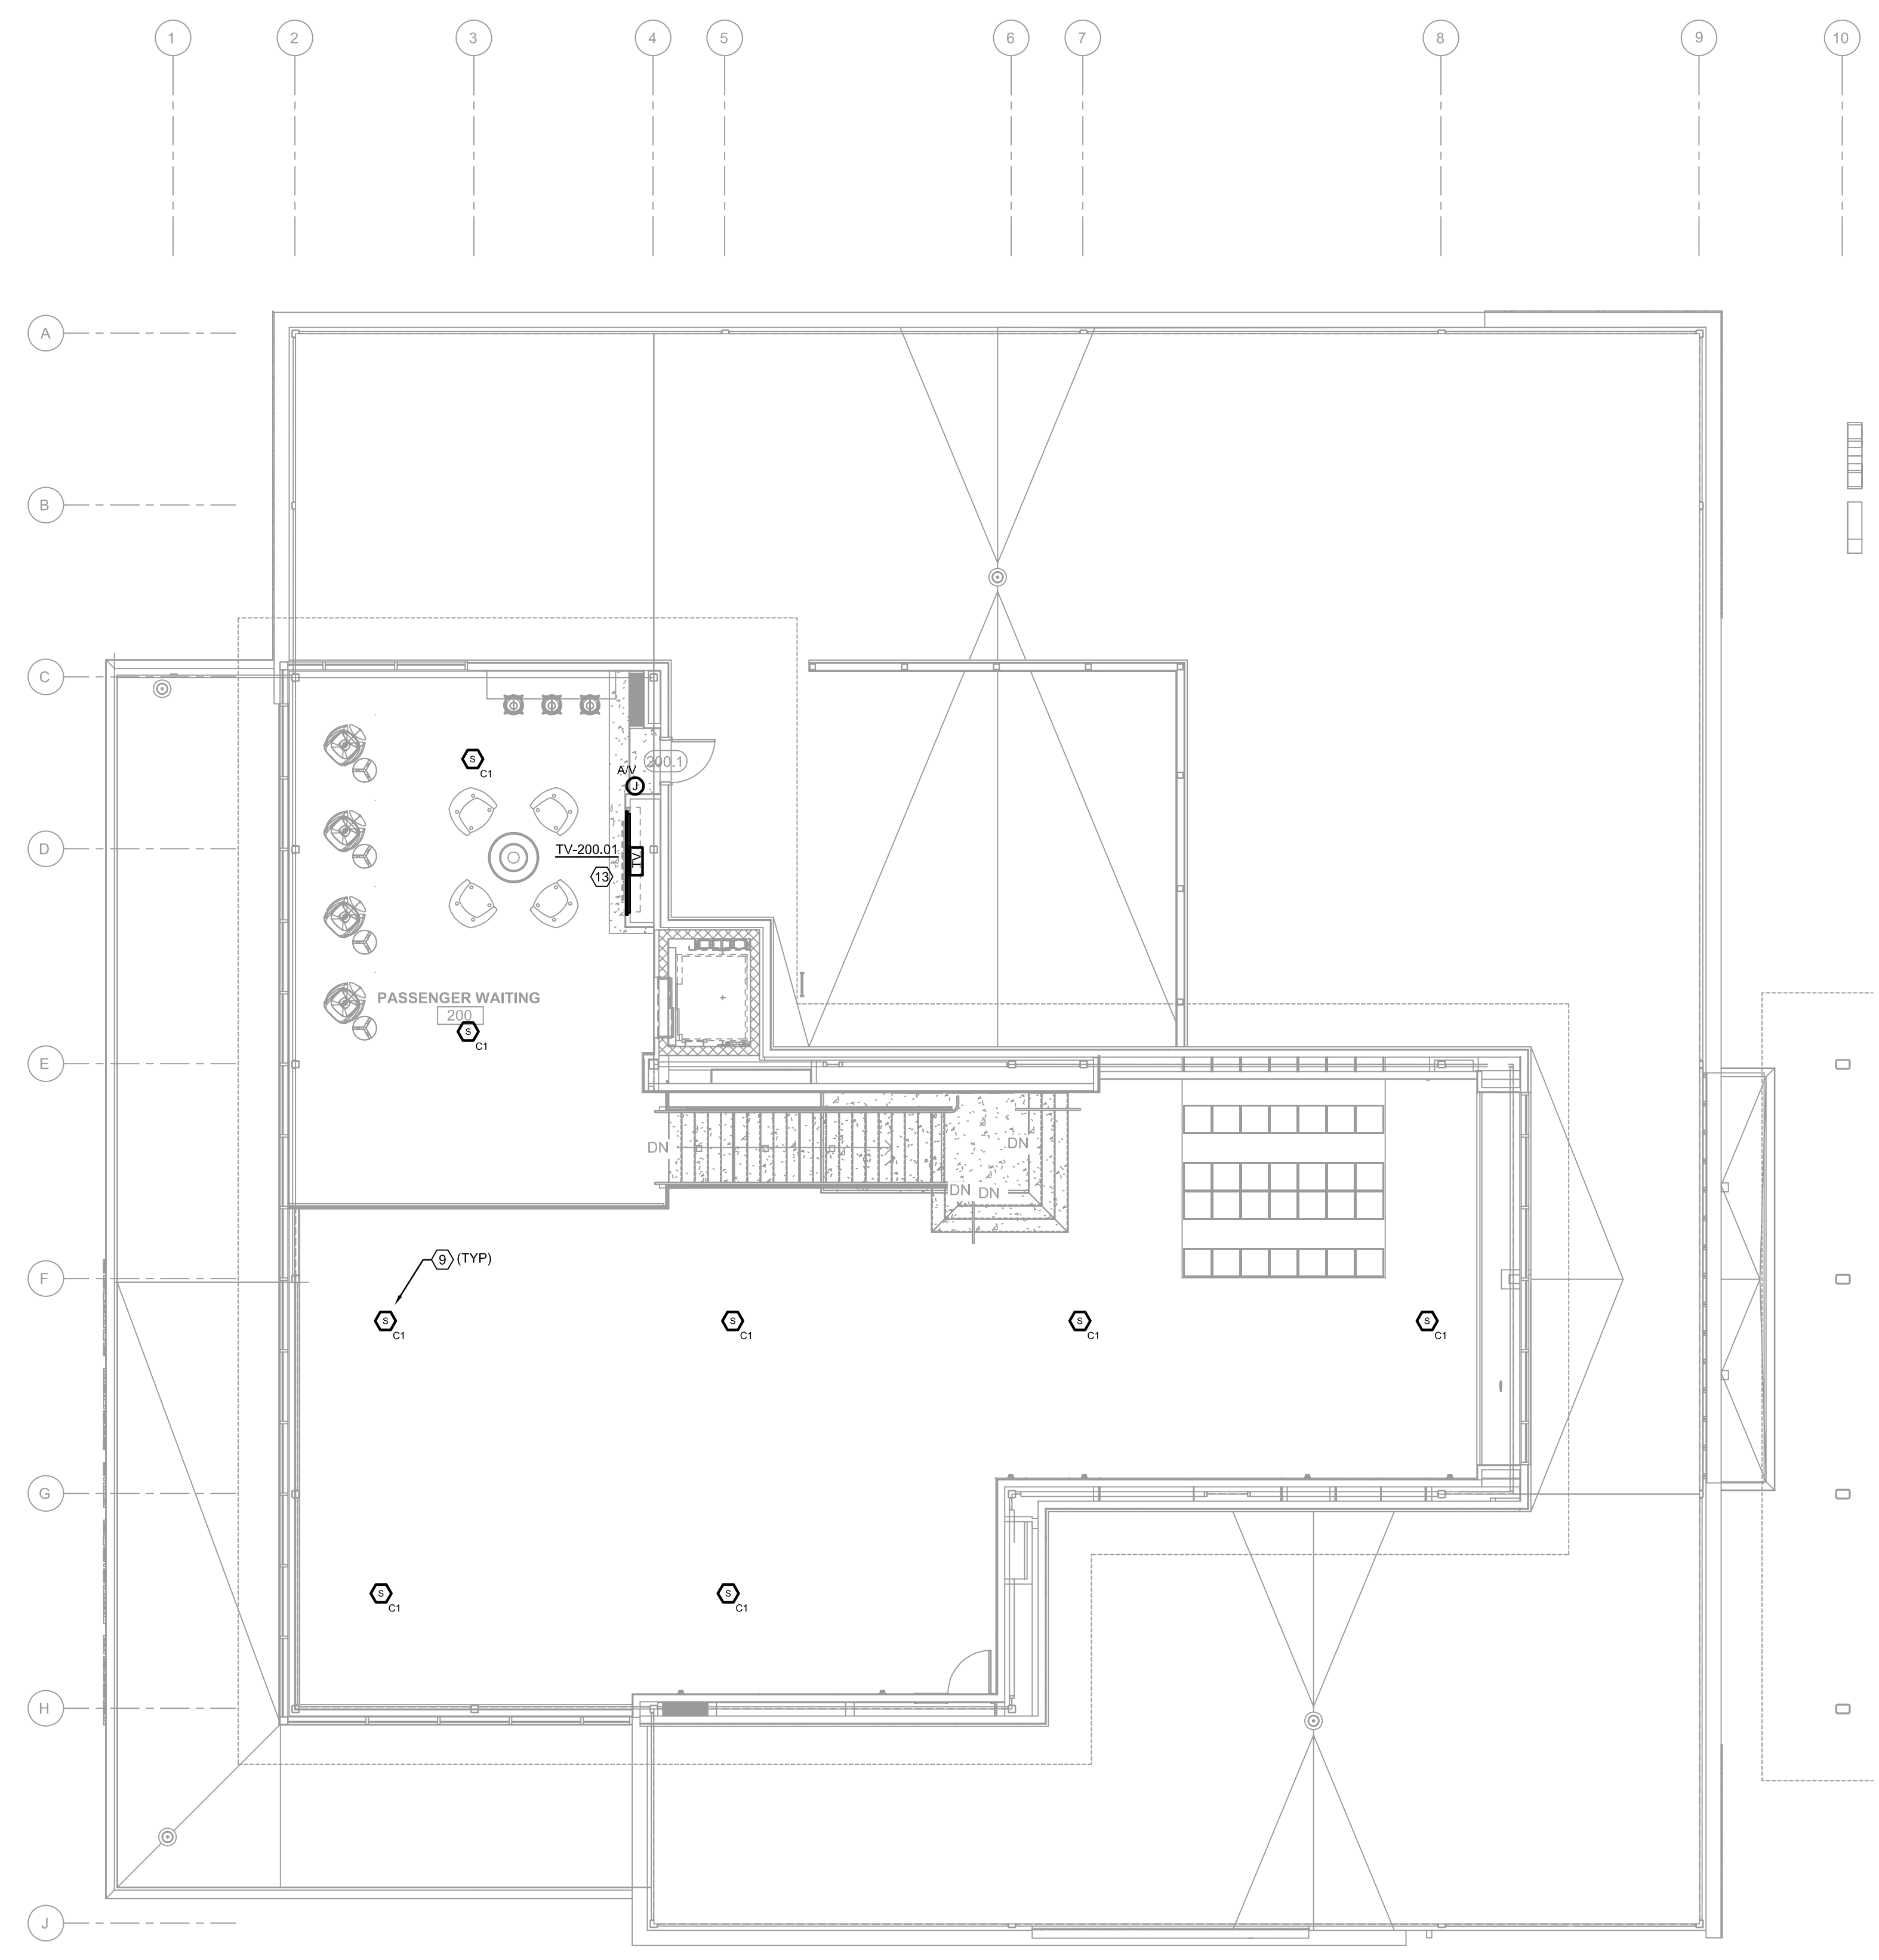 1 2 3 4 5 6 7 8 9 10
A
B
C
S
C1
200.1
A/V
J
D
TV-200.01
TV
13
PASSENGER WAITING
200
S
C1
E
DN
DN
DN
DN
9 (TYP)
F
S
C1
S
C1
S
C1
S
C1
G
S
C1
S
C1
H
J